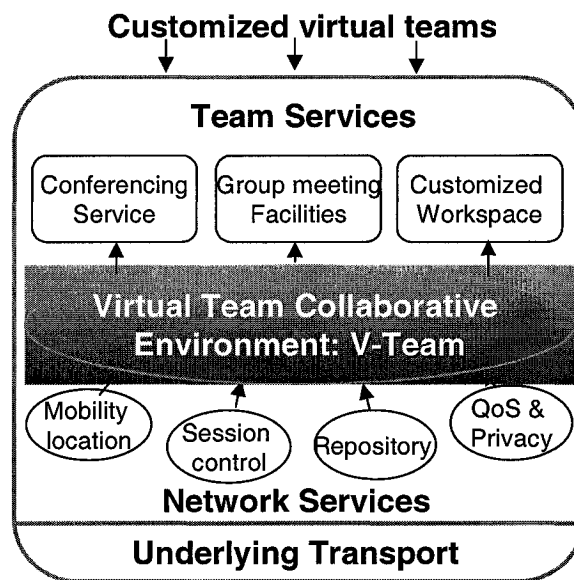 Customized virtual teams
Team Services
Conferencing
Service
Group meeting
Facilities
Customized
Workspace
Virtual Team Collaborative
Environment: V-Team
Mobility
location
Session
control
Repository
QoS &
Privacy
Network Services
Underlying Transport